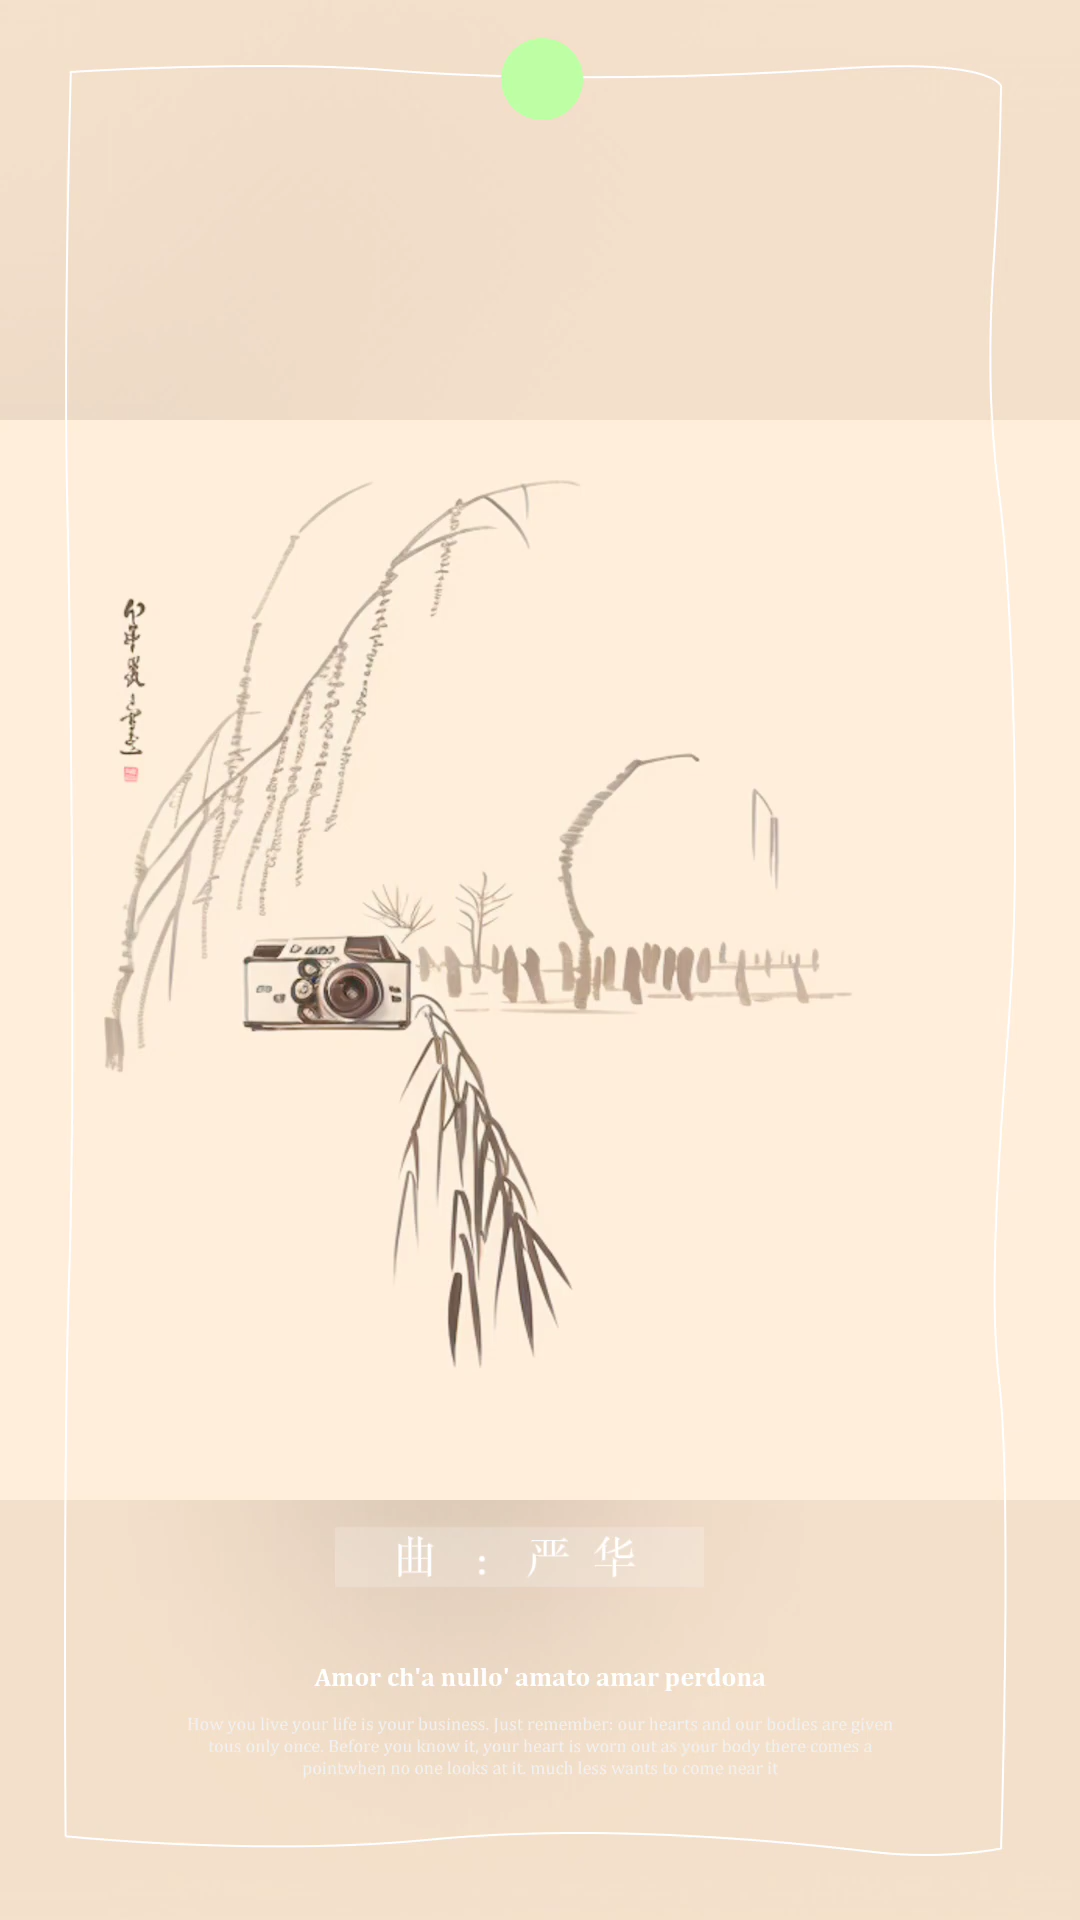 曲 : 严 华
Amor ch'a nullo' amato amar perdona
How you live your life is your business. Just remember: our hearts and our bodies are given
tous only once. Before you know it, your heart is worn out as your body there comes a
pointwhen no one looks at it. much less wants to come near it